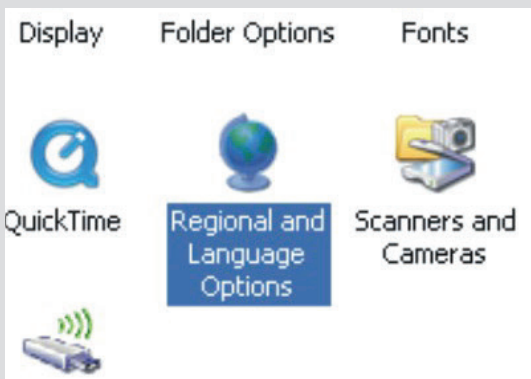 Display Folder Options Fonts
QuickTime
Regional and
Language
Options
Scanners and
Cameras